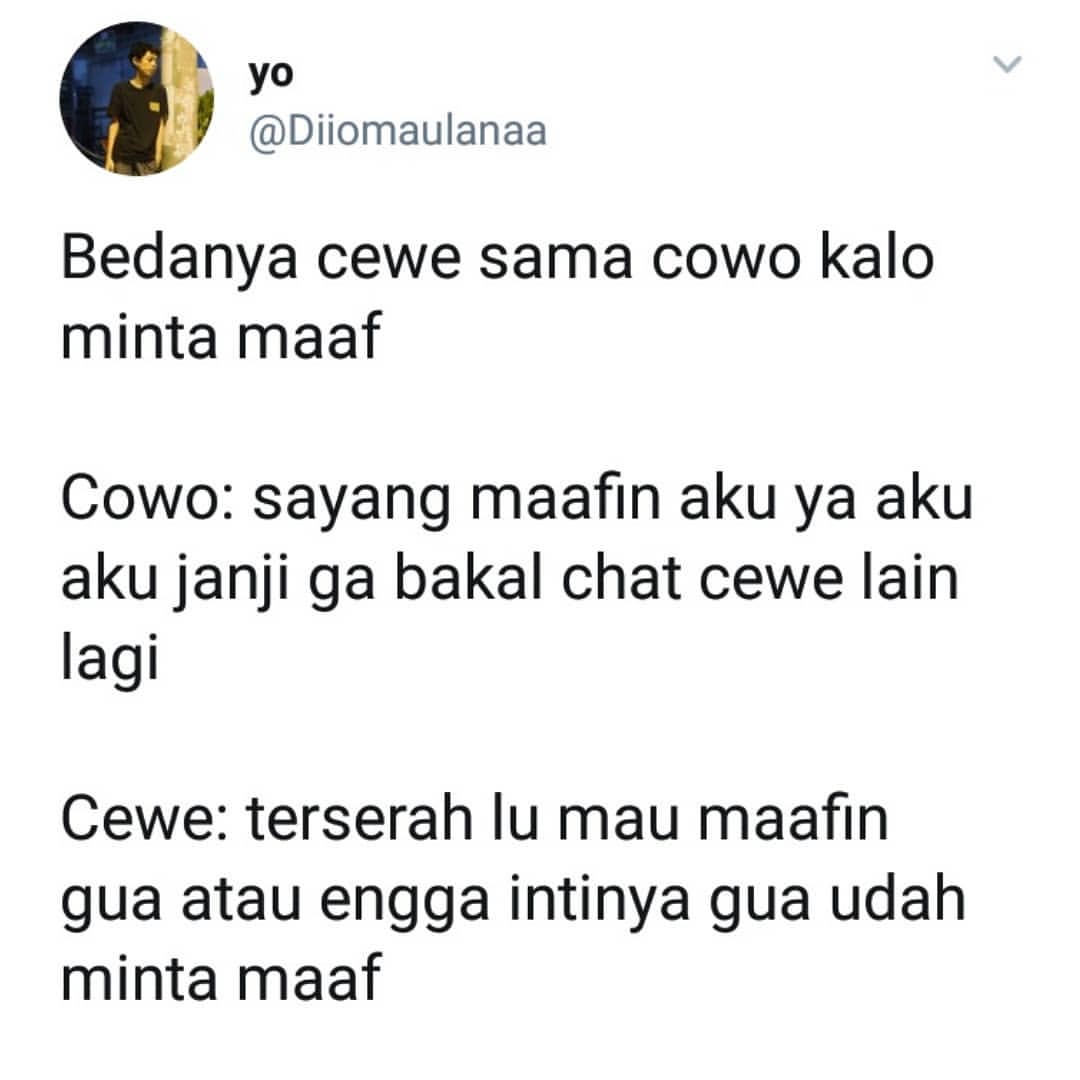 yo
@Diiomaulanaa
Bedanya cewe sama cowo kalo
minta maaf
Cowo: sayang maafin aku ya aku
aku janji ga bakal chat cewe lain
lagi
Cewe: terserah lu mau maafin
gua atau engga intinya gua udah
minta maaf